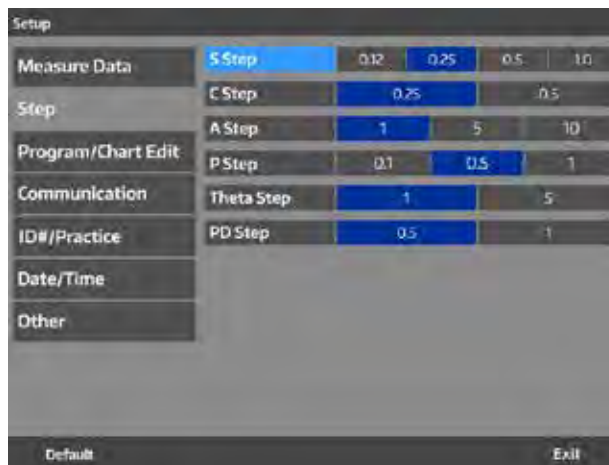 Setup
Measure Data
Step
Program/Chart Edit
Communication
ID#/Practice
Date/Time
Other
S Step 0.12 0.25 0.5 1.0
C Step 0.25 0.5
A Step 1 5 10
P Step 0.1 0.5 1
Theta Step 1 5
PD Step 0.5 1
Default Exit